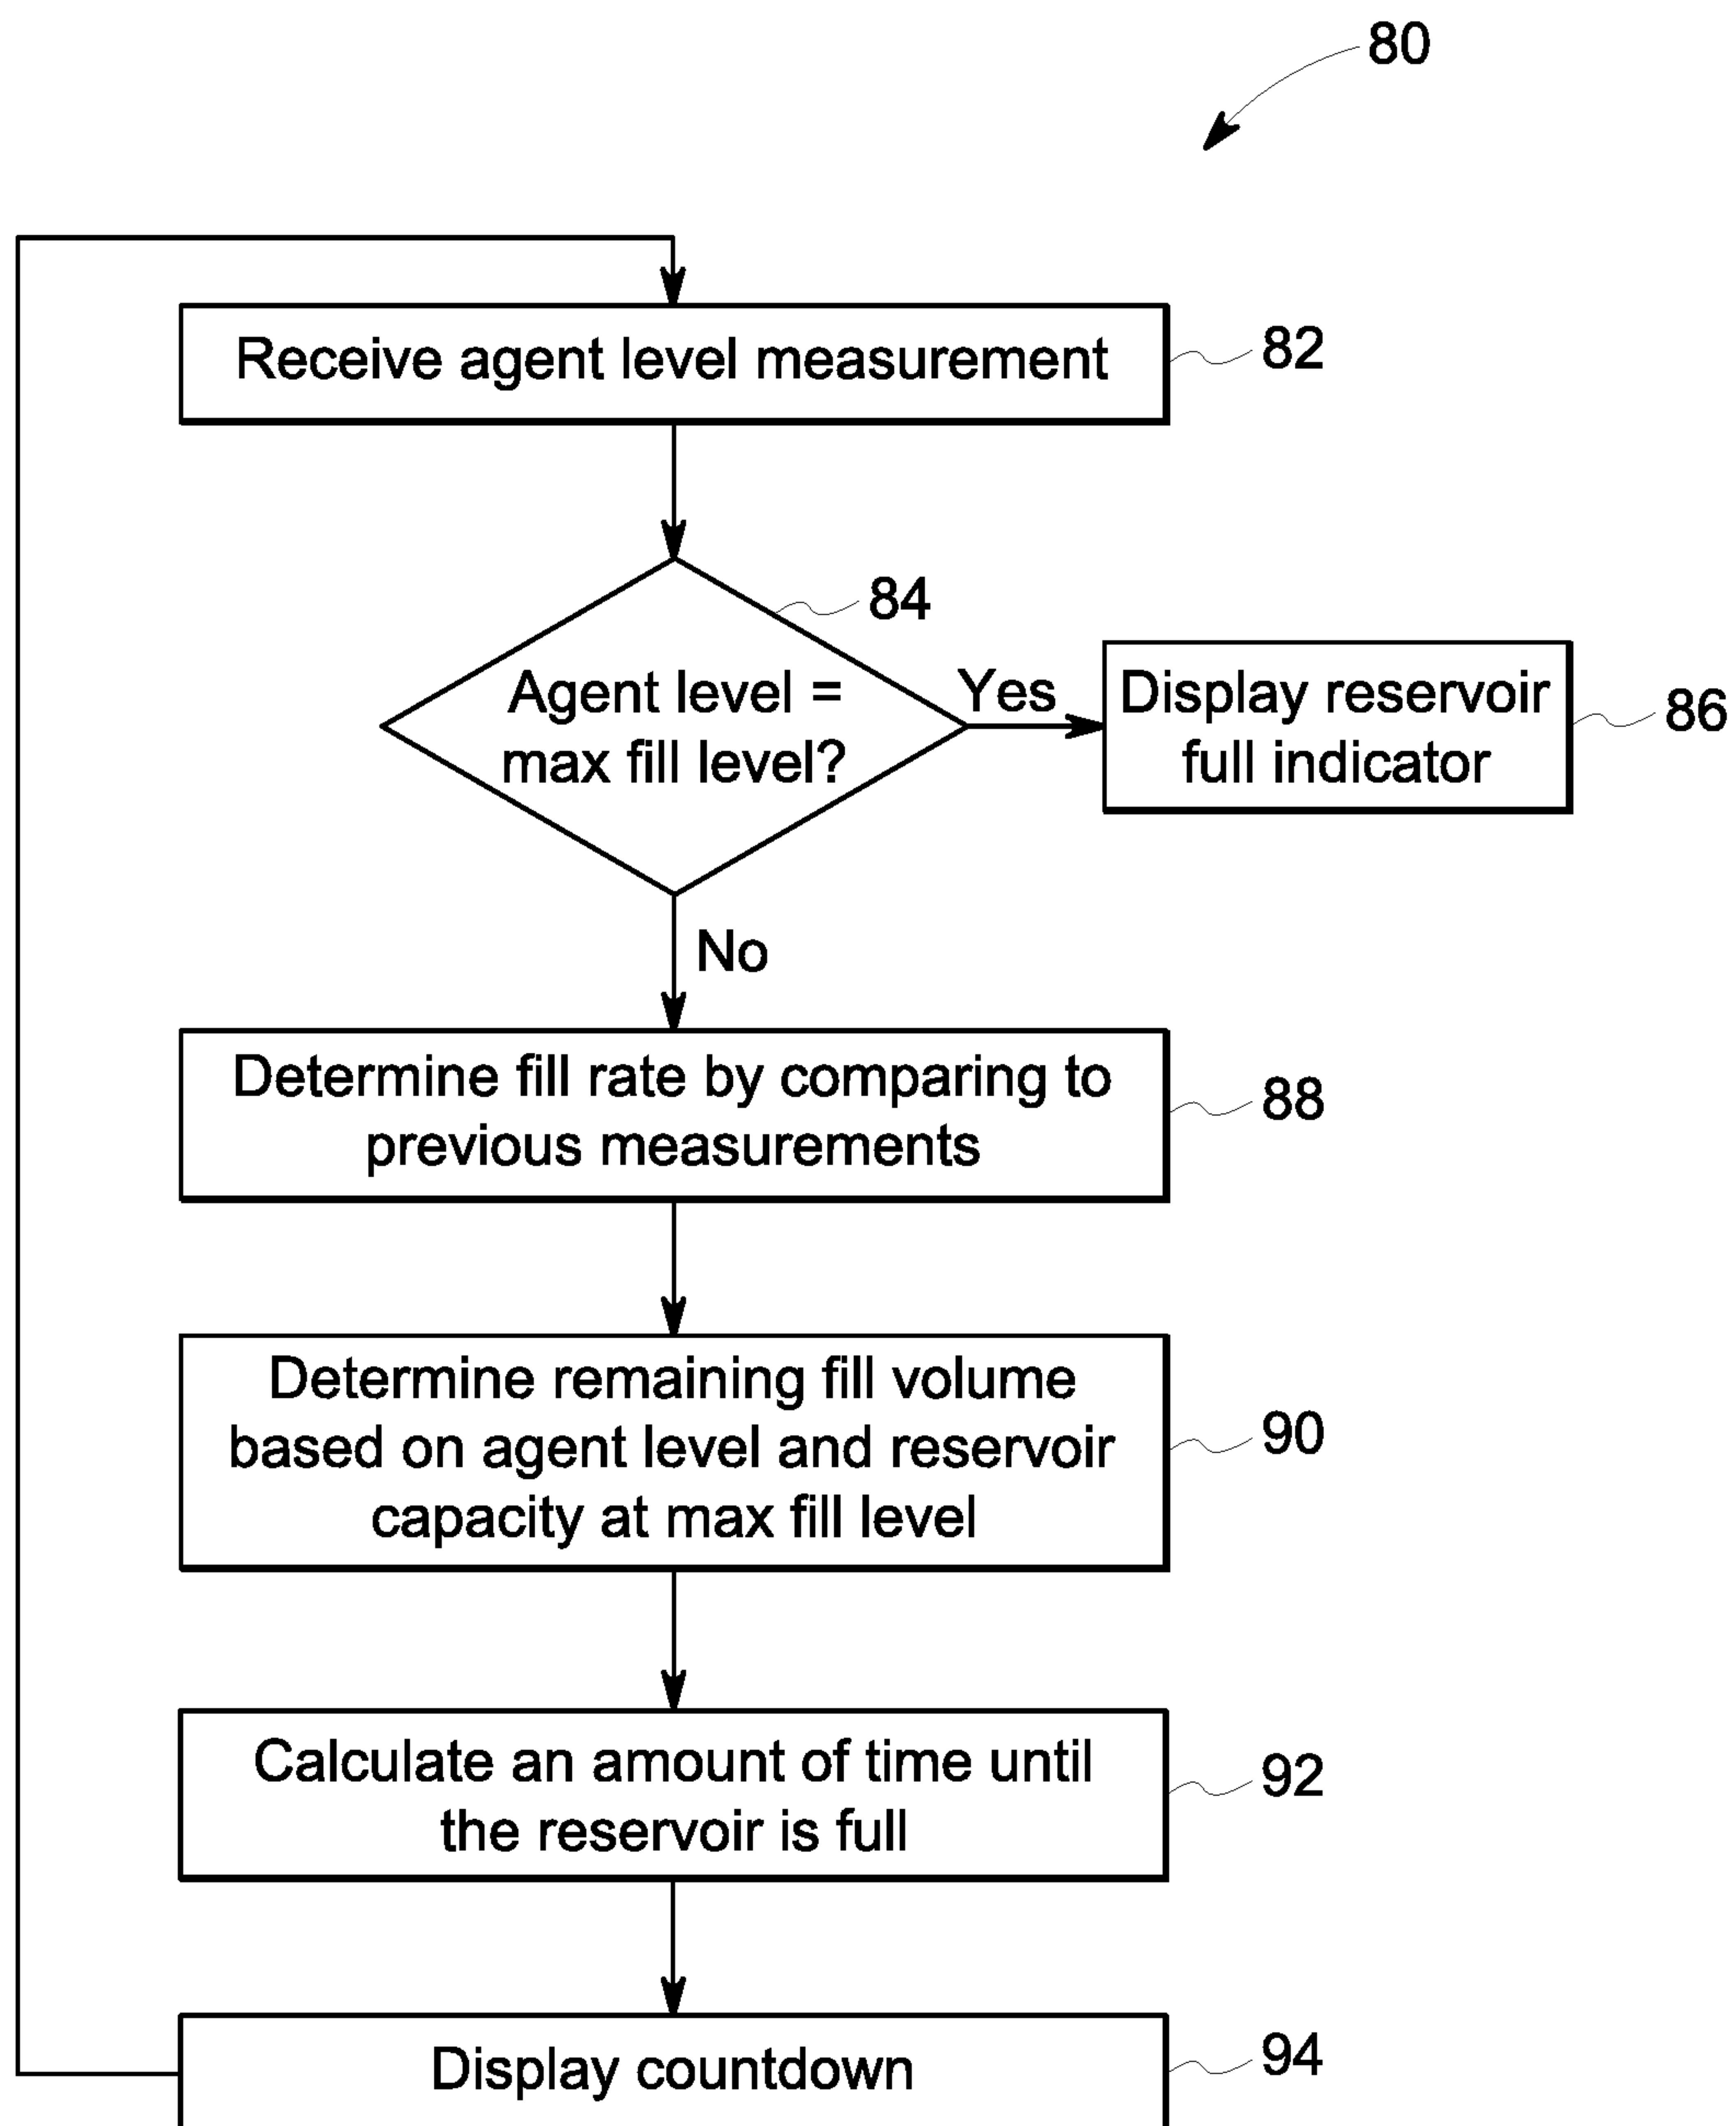 80
Receive agent level measurement
82
84
Agent level =
max fill level?
Yes
Display reservoir
full indicator
86
No
Determine fill rate by comparing to
previous measurements
88
Determine remaining fill volume
based on agent level and reservoir
capacity at max fill level
90
Calculate an amount of time until
the reservoir is full
92
Display countdown
94